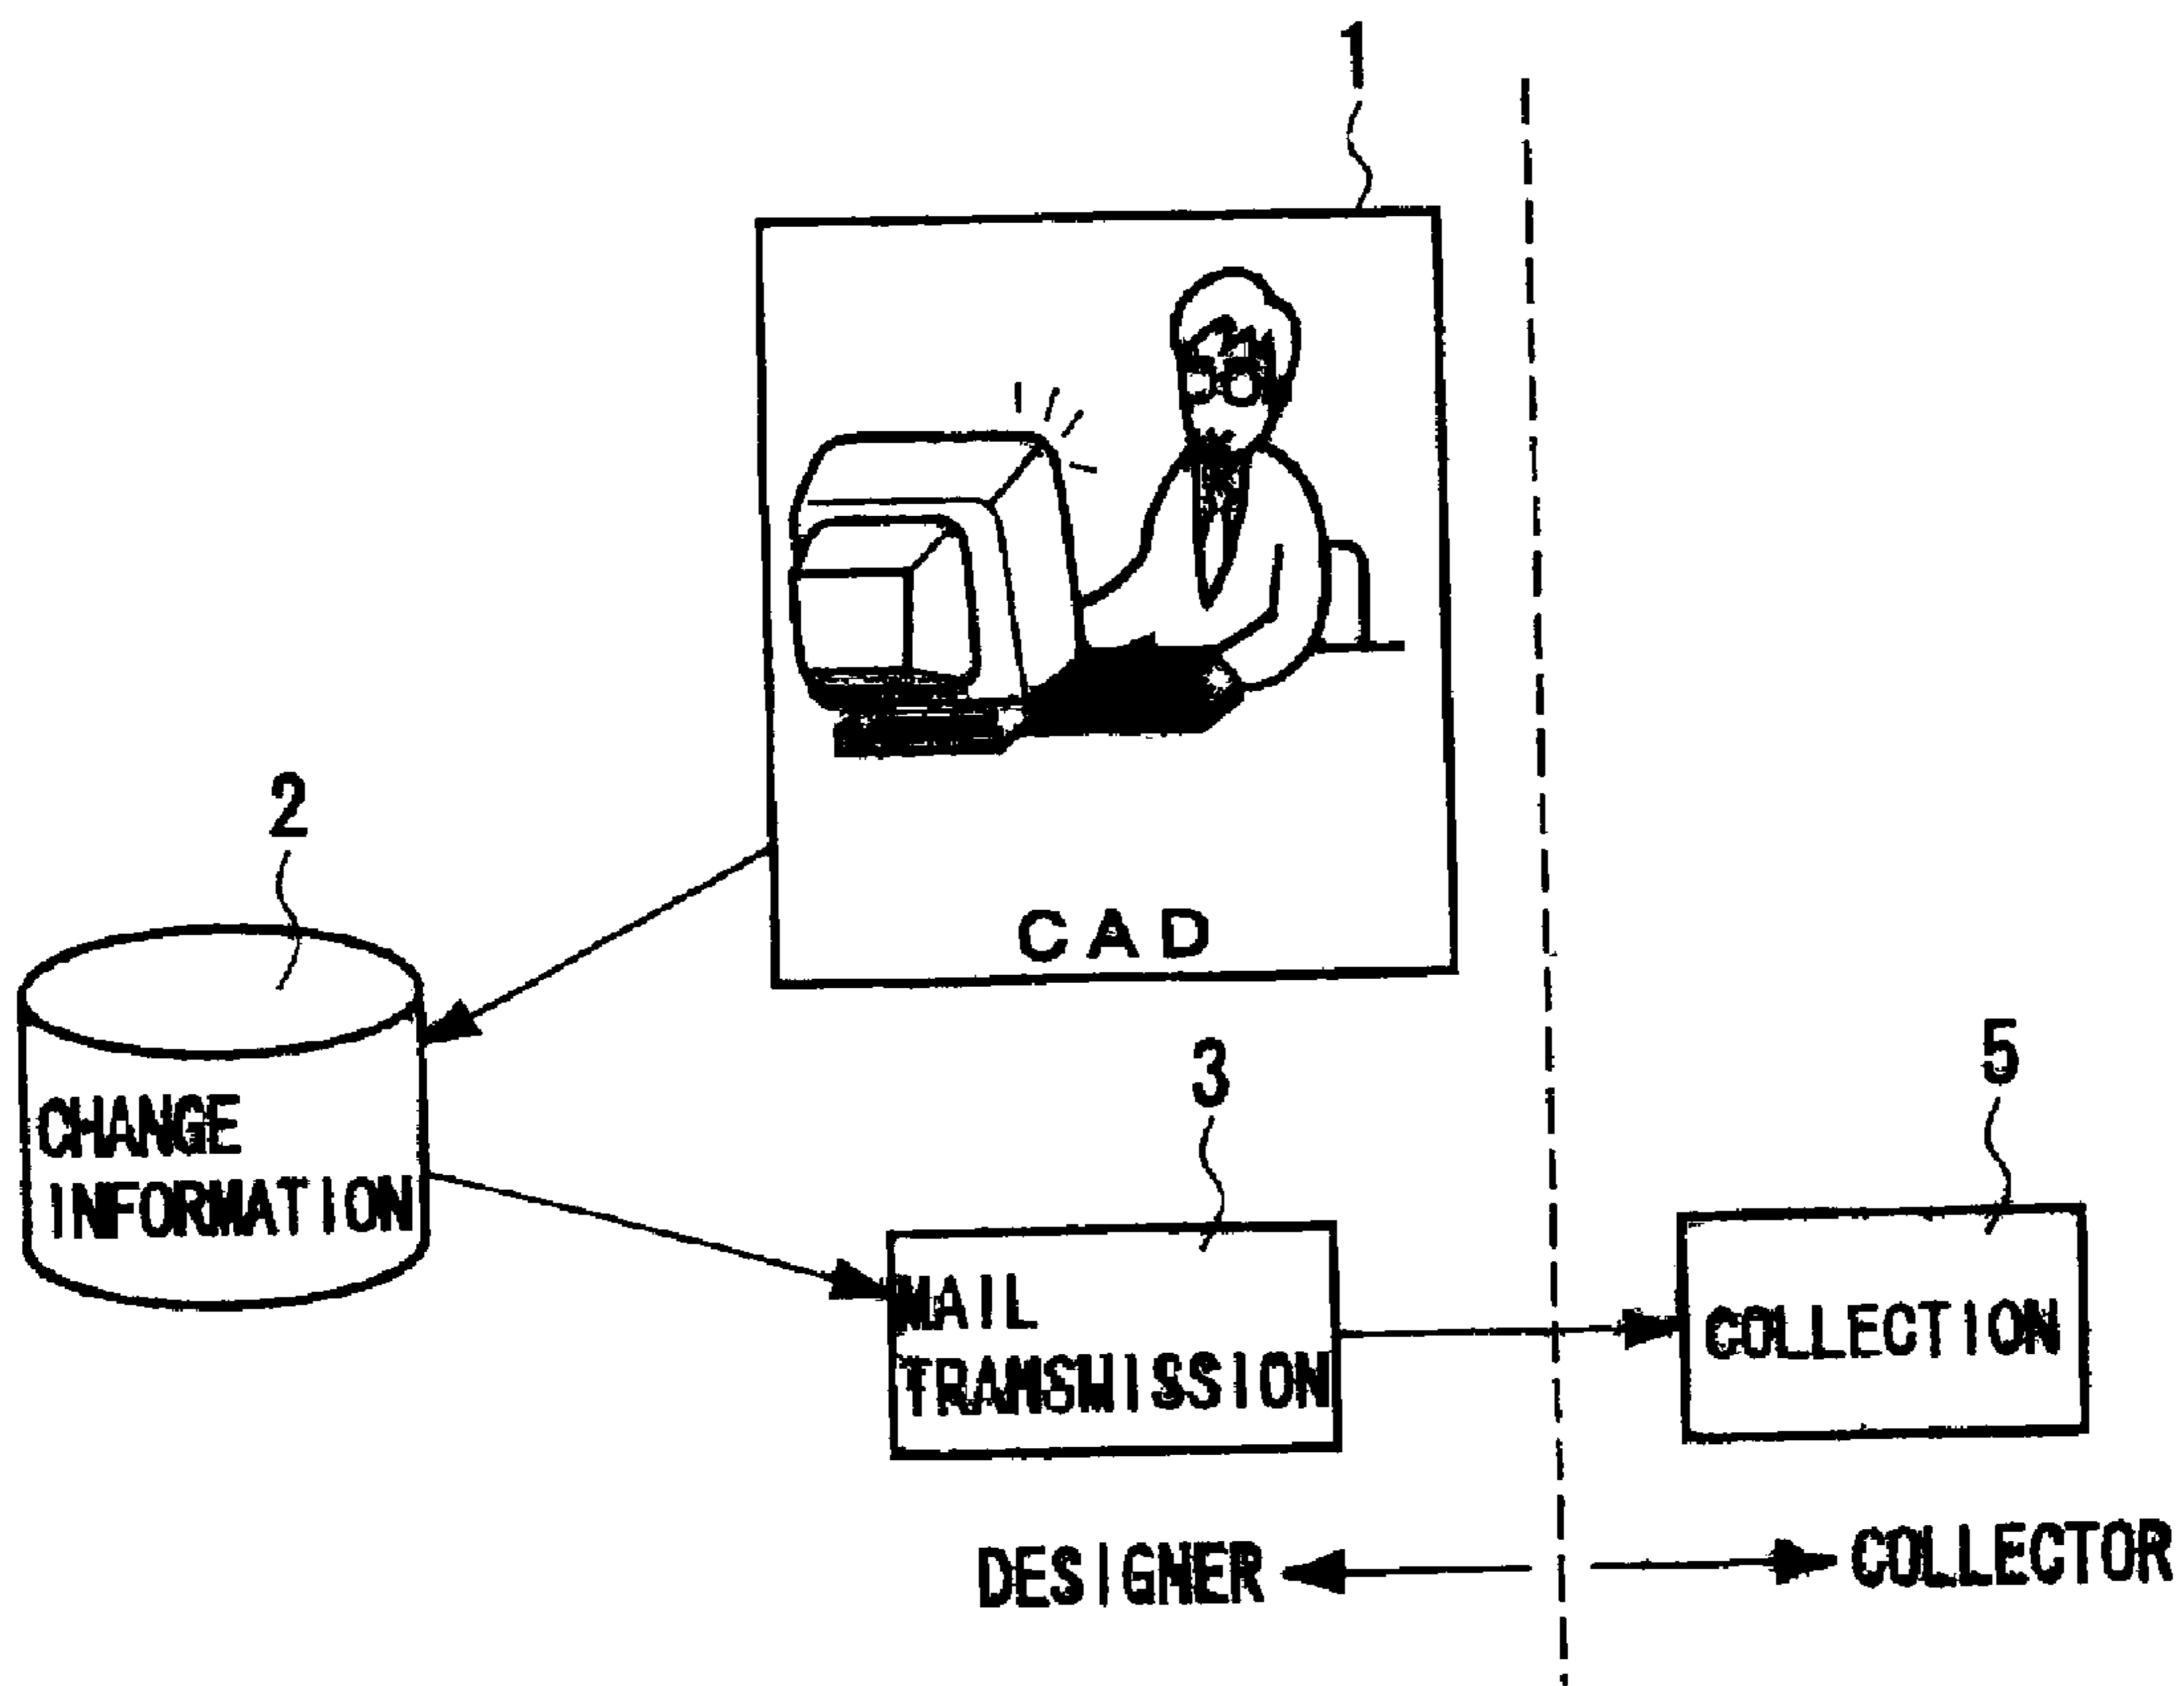 1
CAD
2
CHANGE
INFORMATION
3
MAIL
TRANSMISSION
5
COLLECTION
DESIGNER
COLLECTOR